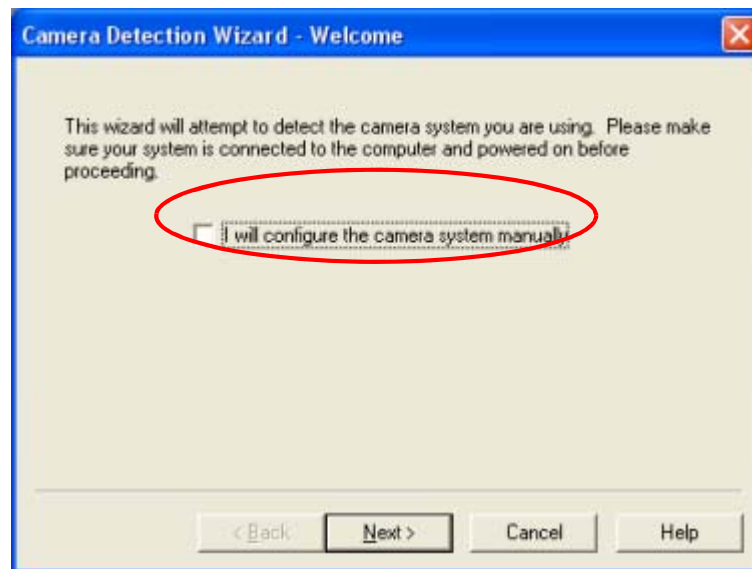 Camera Detection Wizard - Welcome
This wizard will attempt to detect the camera system you are using. Please make
sure your system is connected to the computer and powered on before
proceeding.
I will configure the camera system manually
< Back
Next >
Cancel
Help